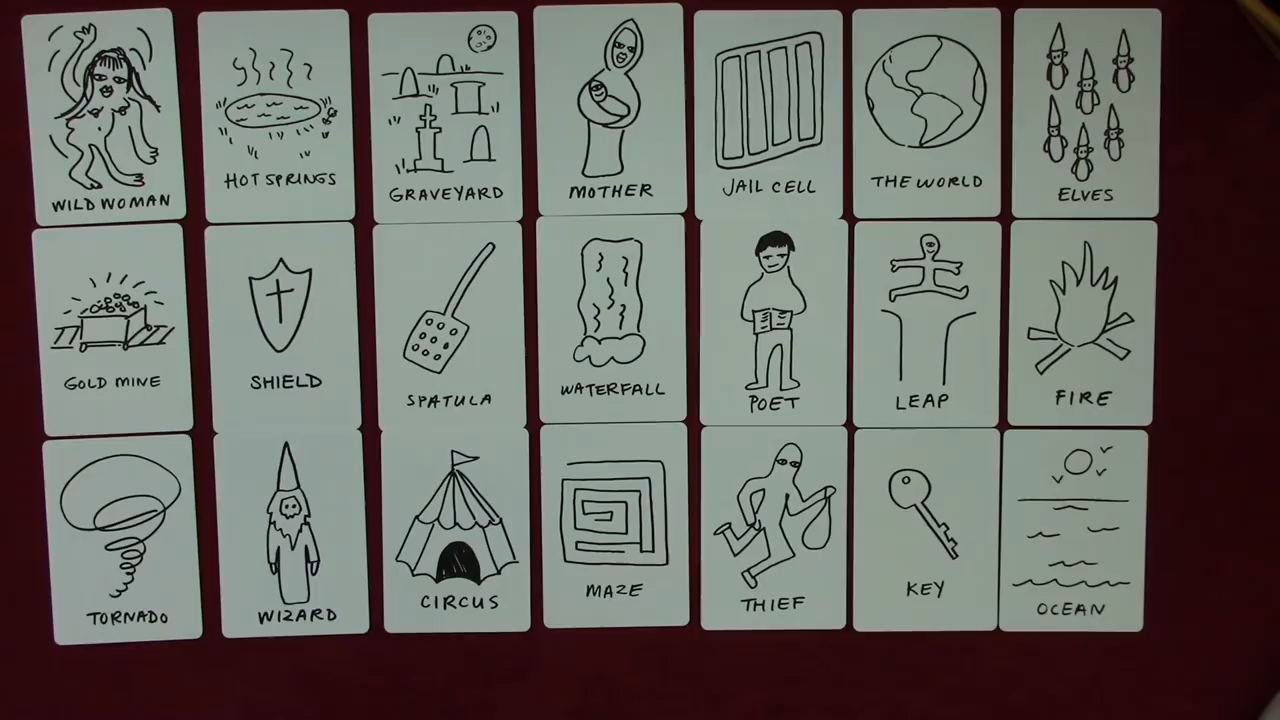 WILD WOMAN
HOT SPRINGS
GRAVEYARD
MOTHER
JAIL CELL
THE WORLD
ELVES
GOLD MINE
SHIELD
SPATULA
WATERFALL
POET
LEAP
FIRE
TORNADO
WIZARD
CIRCUS
MAZE
THIEF
KEY
OCEAN